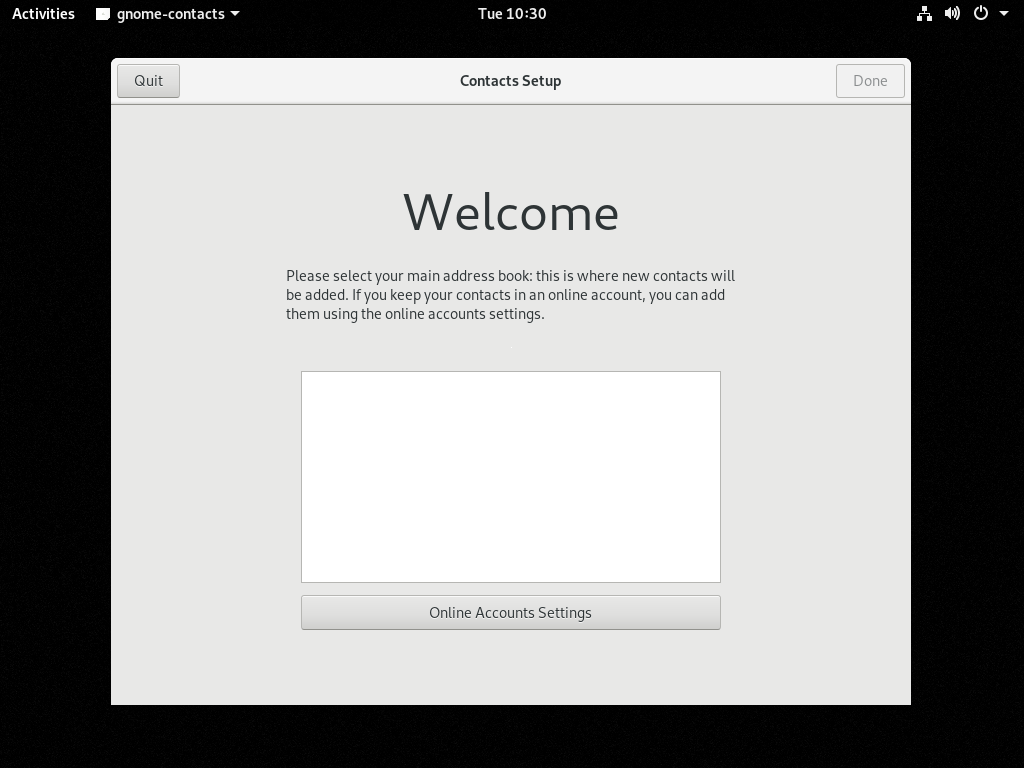 Activities gnome-contacts Tue 10:30
Quit Contacts Setup Done
Welcome
Please select your main address book: this is where new contacts will
be added. If you keep your contacts in an online account, you can add
them using the online accounts settings.
Online Accounts Settings